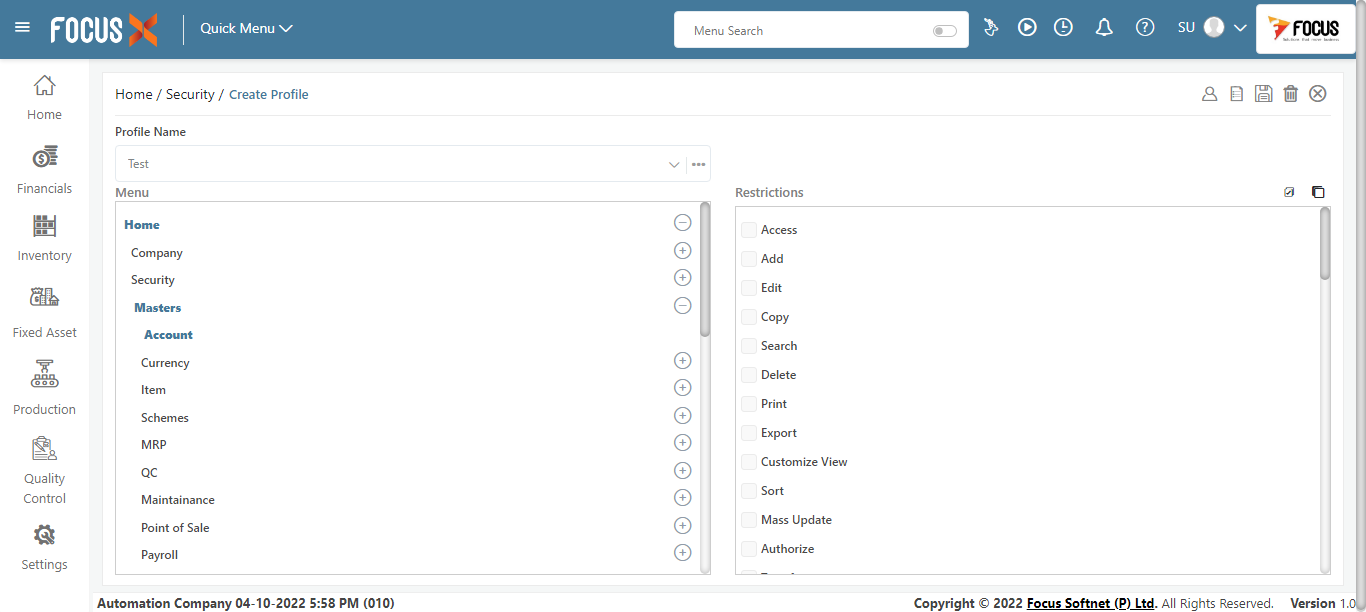 FOCUS X
Quick Menu
Menu Search
SU
FOCUS
Home
Financials
Inventory
Fixed Asset
Production
Quality
Control
Settings
Home / Security / Create Profile
Profile Name
Test
Menu
Home
Company
Security
Masters
Account
Currency
Item
Schemes
MRP
QC
Maintainance
Point of Sale
Payroll
Restrictions
Access
Add
Edit
Copy
Search
Delete
Print
Export
Customize View
Sort
Mass Update
Authorize
Automation Company 04-10-2022 5:58 PM (010)
Copyright © 2022 Focus Softnet (P) Ltd. All Rights Reserved. Version 1.0